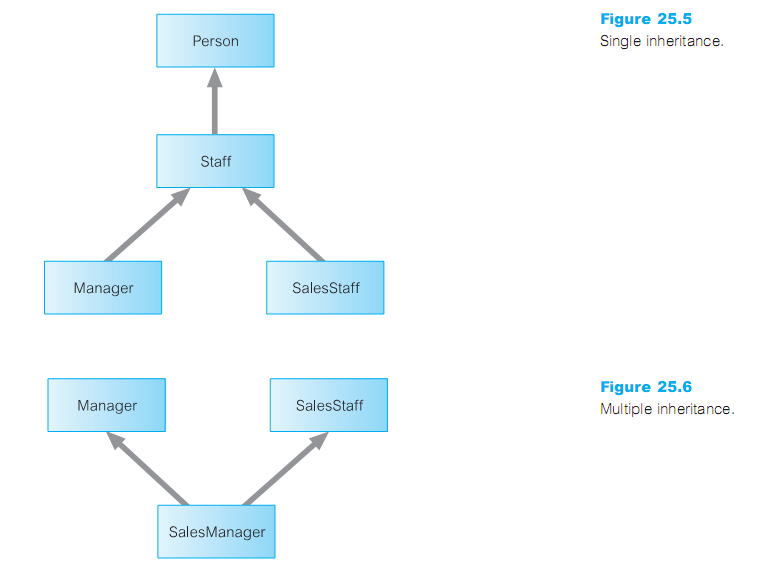 Person
Figure 25.5
Single inheritance.
Staff
Manager
SalesStaff
Manager
SalesStaff
Figure 25.6
Multiple inheritance.
SalesManager